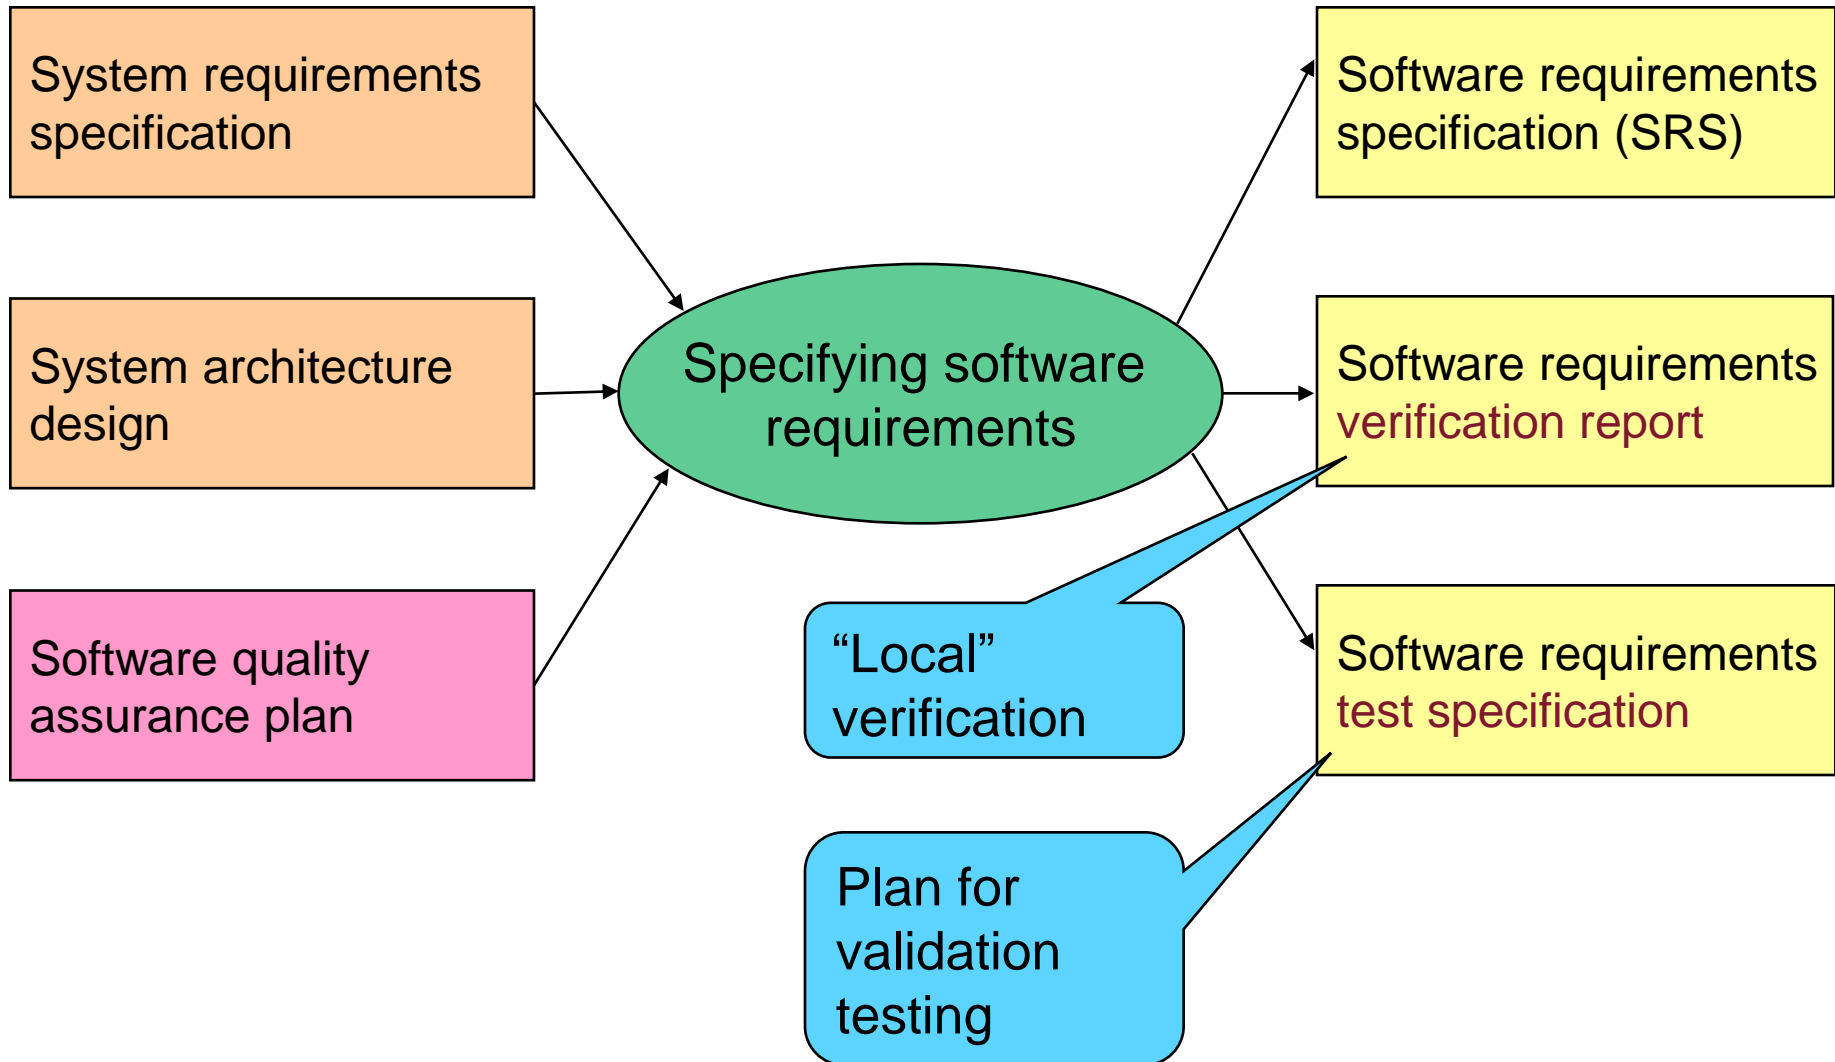 System requirements
specification
System architecture
design
Software quality
assurance plan
Specifying software
requirements
Software requirements
specification (SRS)
Software requirements
verification report
Software requirements
test specification
“Local”
verification
Plan for
validation
testing